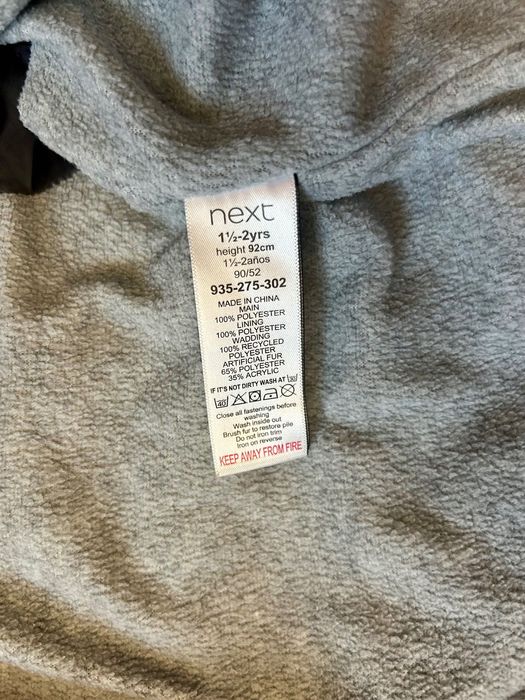 next
1½-2yrs
height 92cm
1½-2años
90/52
935-275-302
MADE IN CHINA
MAIN
100% POLYESTER
LINING
100% POLYESTER
WADDING
100% RECYCLED
POLYESTER
ARTIFICIAL FUR
65% POLYESTER
35% ACRYLIC
IF IT'S NOT DIRTY WASH AT 30
40
Close all fastenings before
washing
Wash inside out
Brush fur to restore pile
Do not iron trim
Iron on reverse
KEEP AWAY FROM FIRE